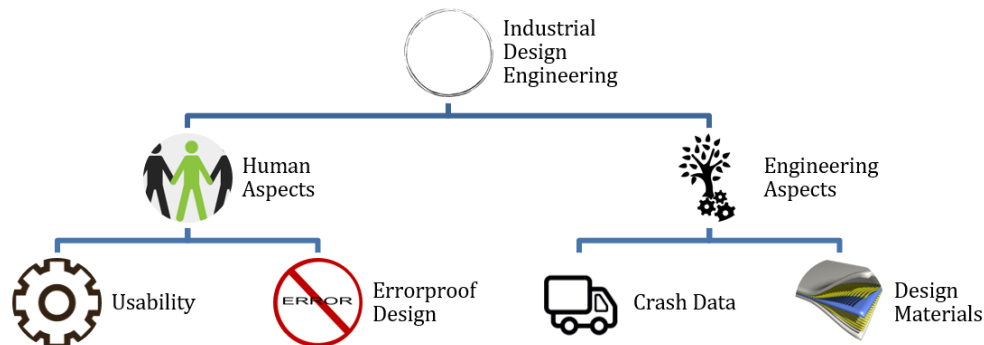 Industrial
Design
Engineering
Human
Aspects
Engineering
Aspects
Usability
ERROR
Errorproof
Design
Crash Data
Design
Materials